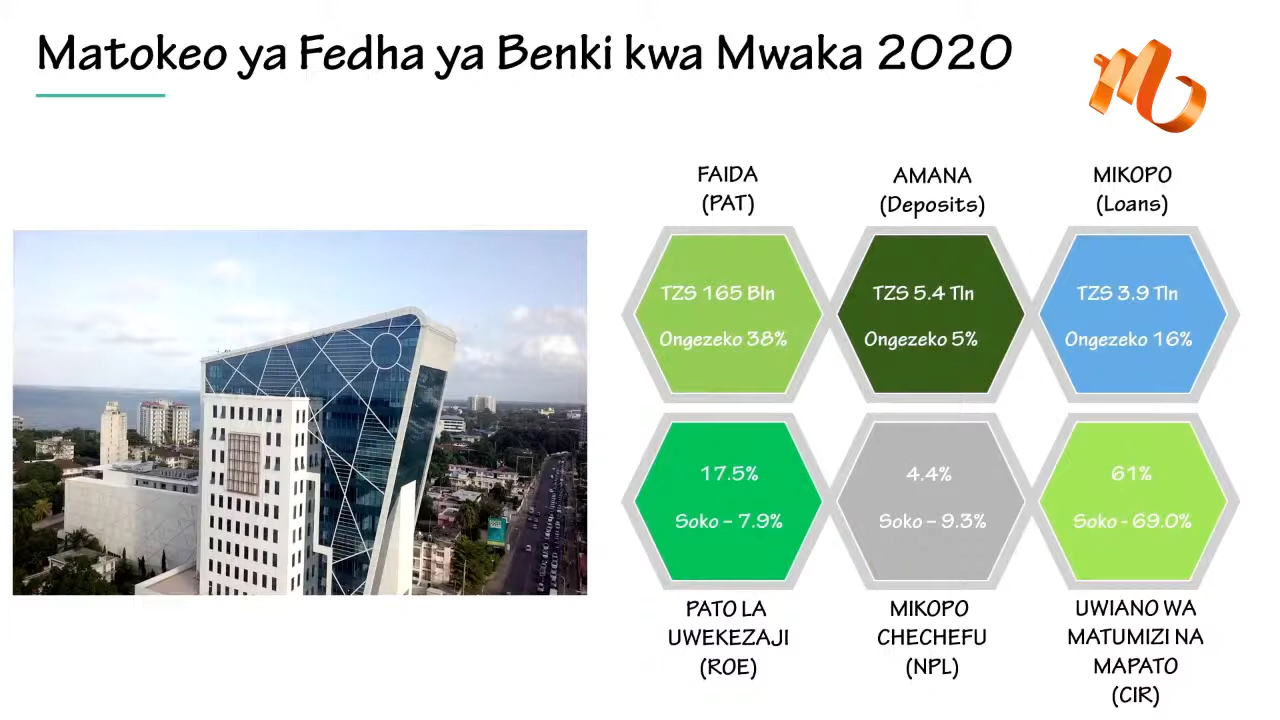 Matokeo ya Fedha ya Benki kwa Mwaka 2020
FAIDA
(PAT)
AMANA
(Deposits)
MIKOPO
(Loans)
TZS 165 Bln
Ongezeko 38%
TZS 5.4 Tln
Ongezeko 5%
TZS 3.9 Tln
Ongezeko 16%
17.5%
Soko – 7.9%
4.4%
Soko – 9.3%
61%
Soko - 69.0%
PATO LA
UWEKEZAJI
(ROE)
MIKOPO
CHECHEFU
(NPL)
UWIANO WA
MATUMIZI NA
MAPATO
(CIR)